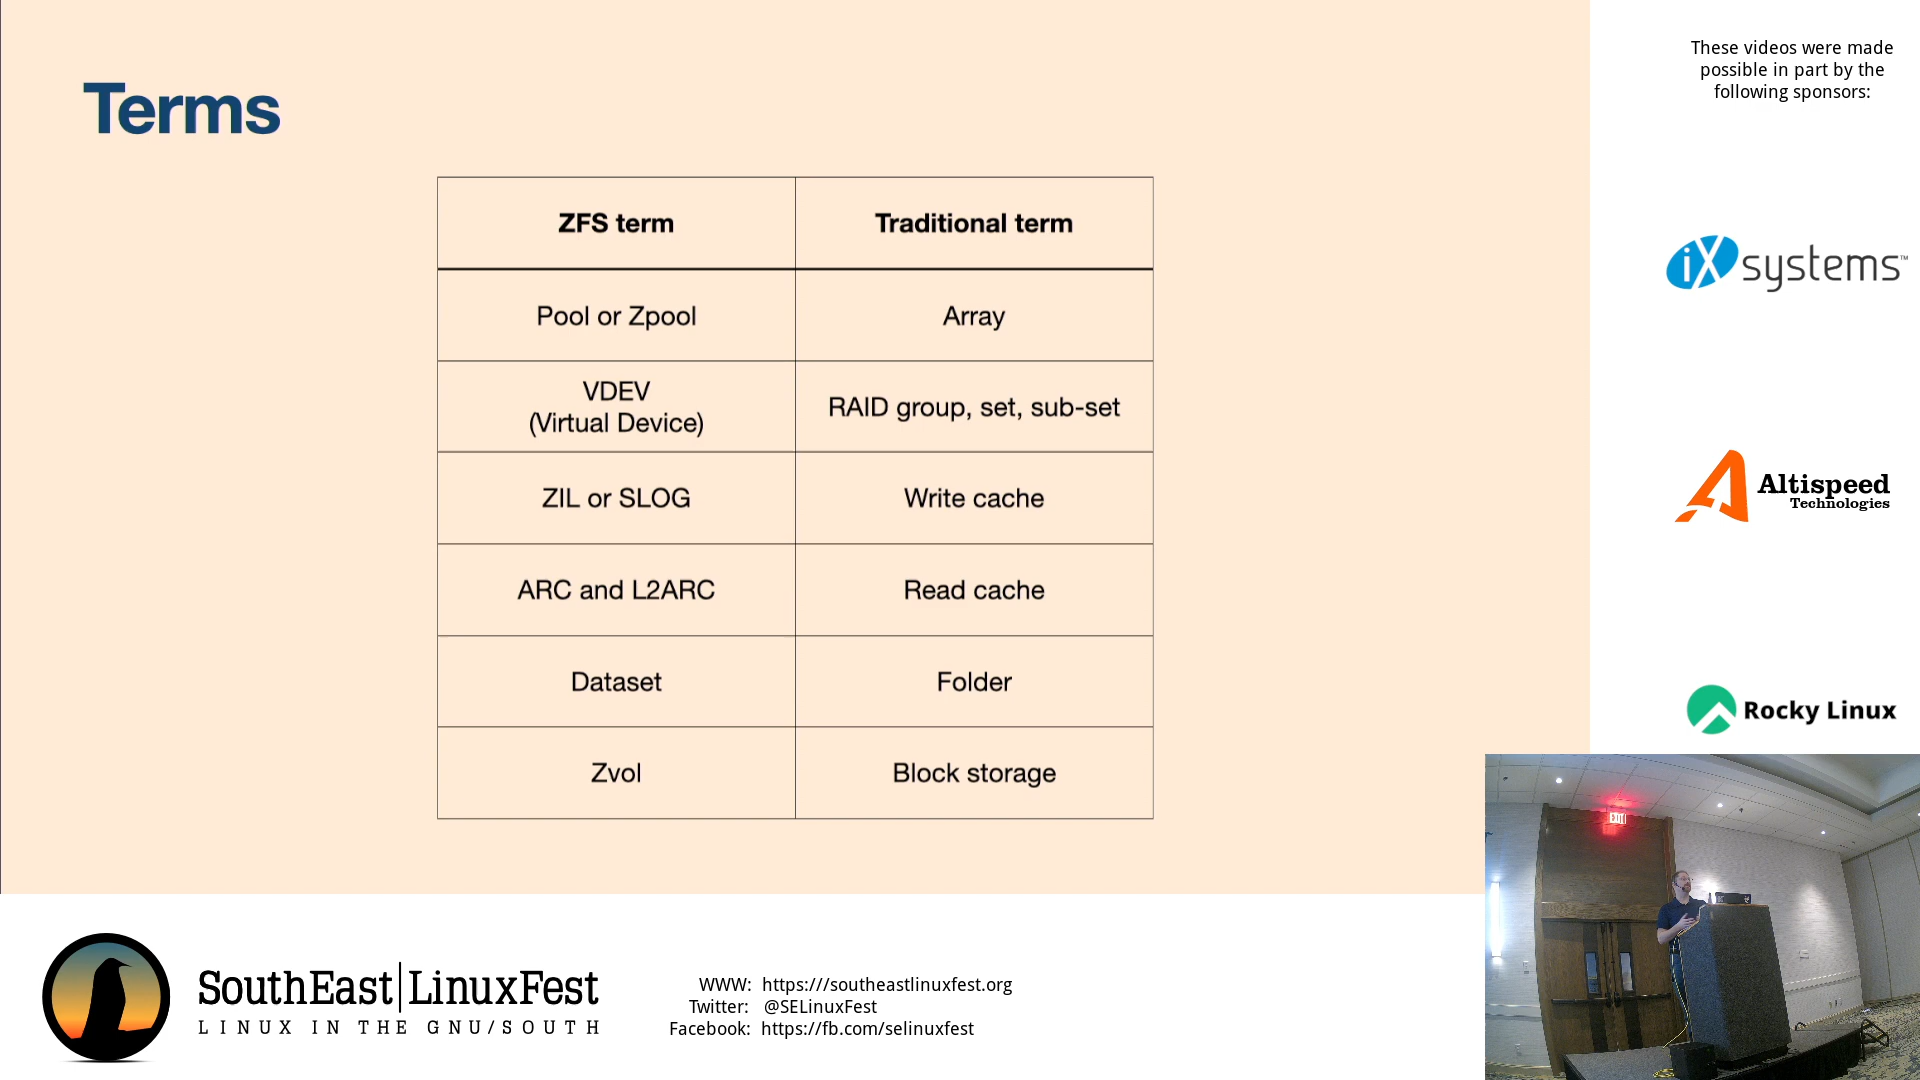 Terms
ZFS term Traditional term
Pool or Zpool Array
VDEV
(Virtual Device) RAID group, set, sub-set
ZIL or SLOG Write cache
ARC and L2ARC Read cache
Dataset Folder
Zvol Block storage
These videos were made
possible in part by the
following sponsors:
iX systems™
Altispeed
Technologies
Rocky Linux
EXIT
SouthEast LinuxFest
LINUX IN THE GNU/SOUTH
WWW: https:///southeastlinuxfest.org
Twitter: @SELinuxFest
Facebook: https://fb.com/selinuxfest